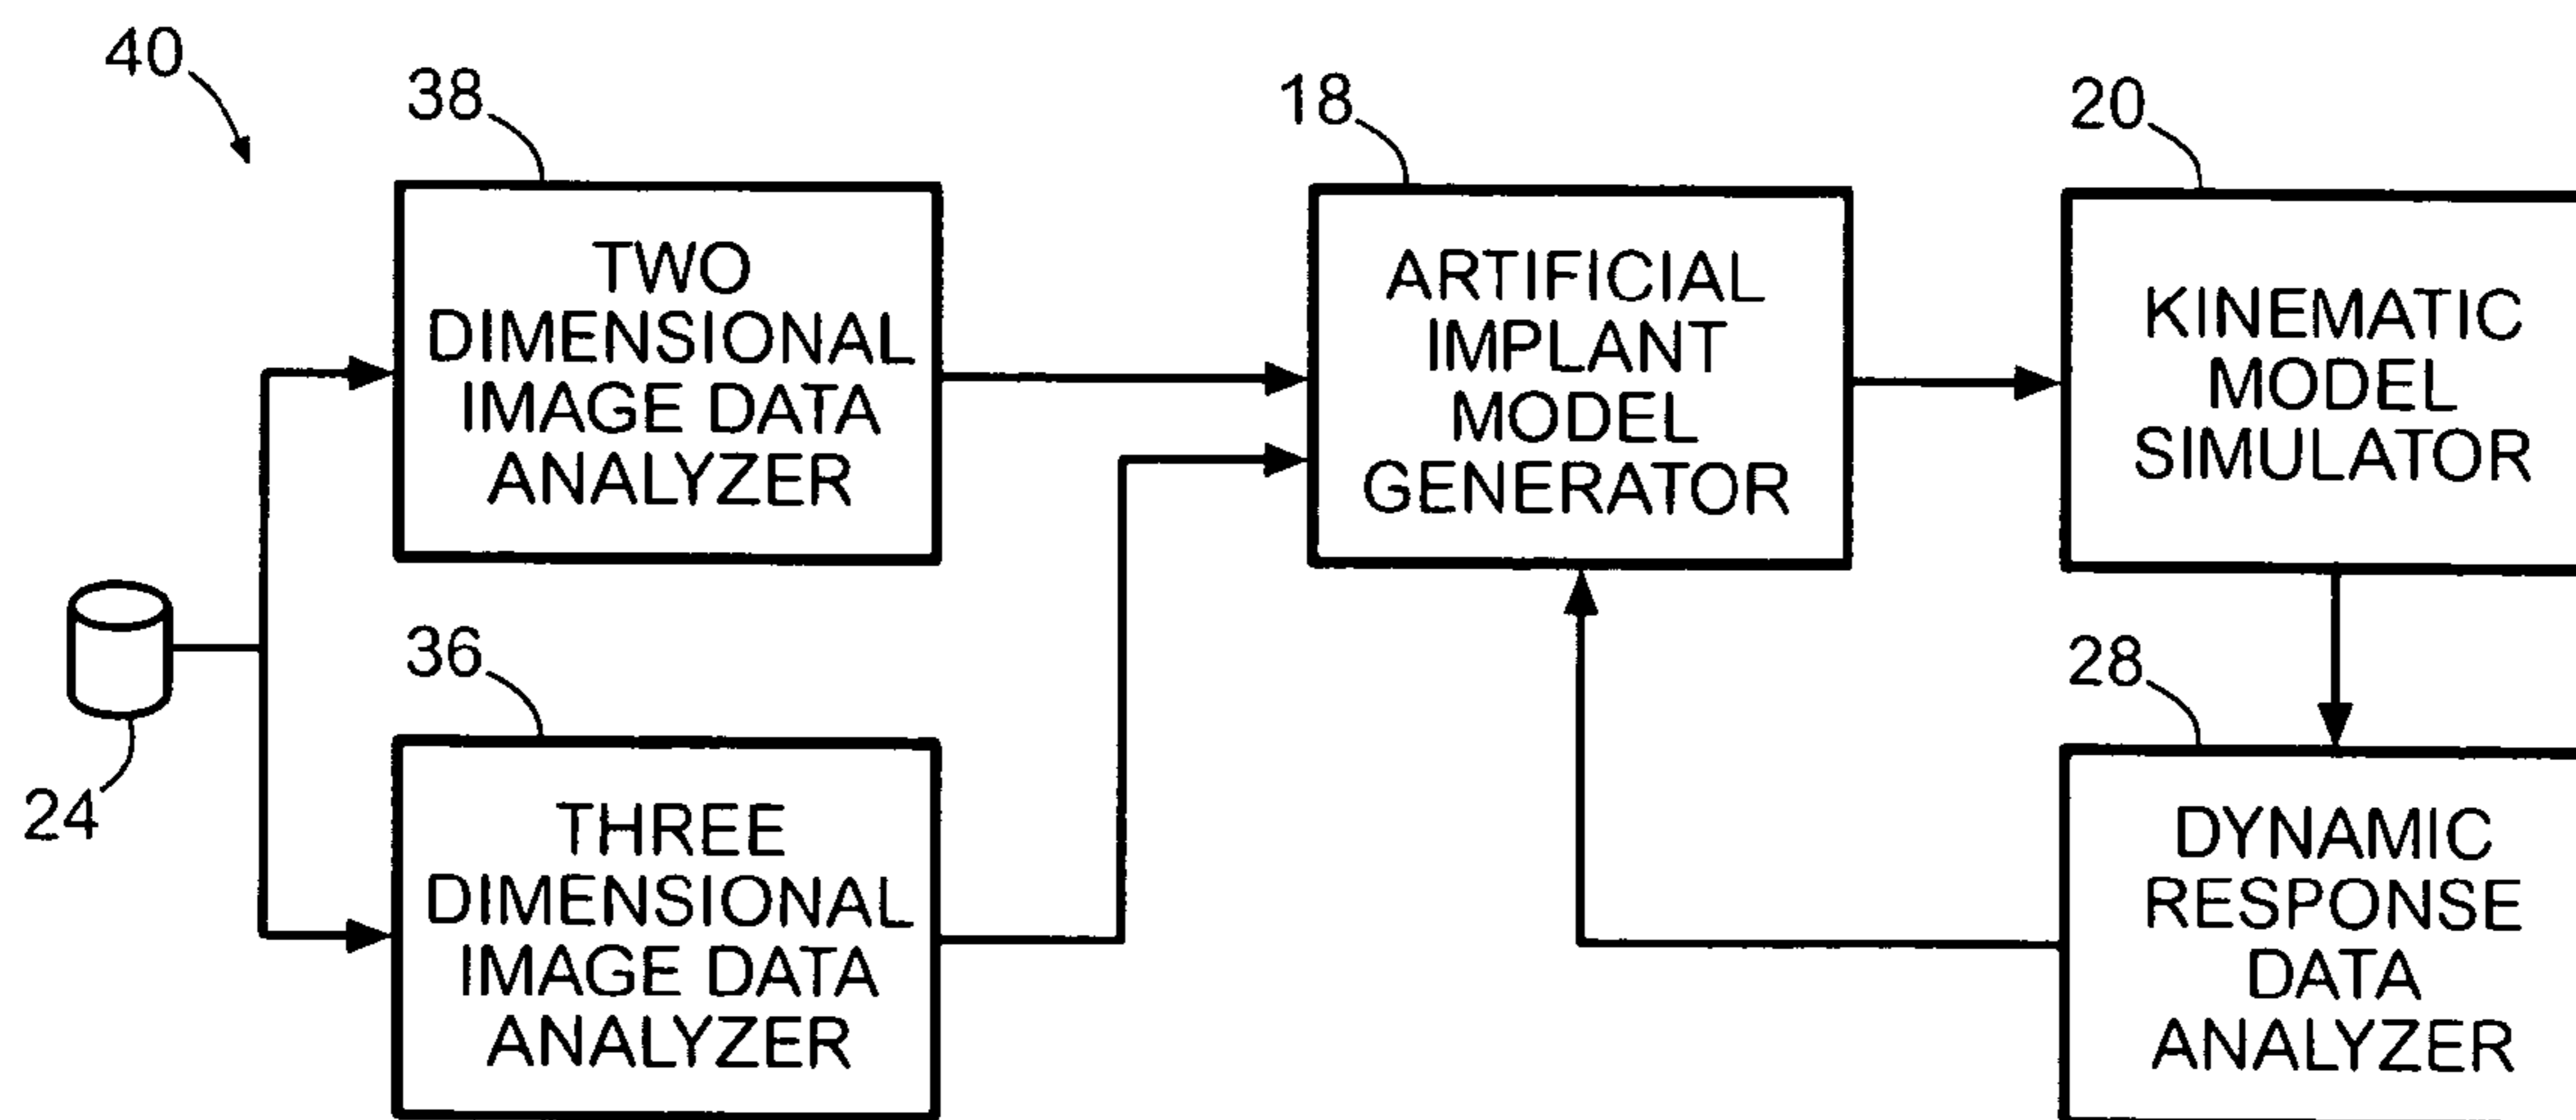 40
38
TWO
DIMENSIONAL
IMAGE DATA
ANALYZER
18
ARTIFICIAL
IMPLANT
MODEL
GENERATOR
20
KINEMATIC
MODEL
SIMULATOR
24
36
THREE
DIMENSIONAL
IMAGE DATA
ANALYZER
28
DYNAMIC
RESPONSE
DATA
ANALYZER